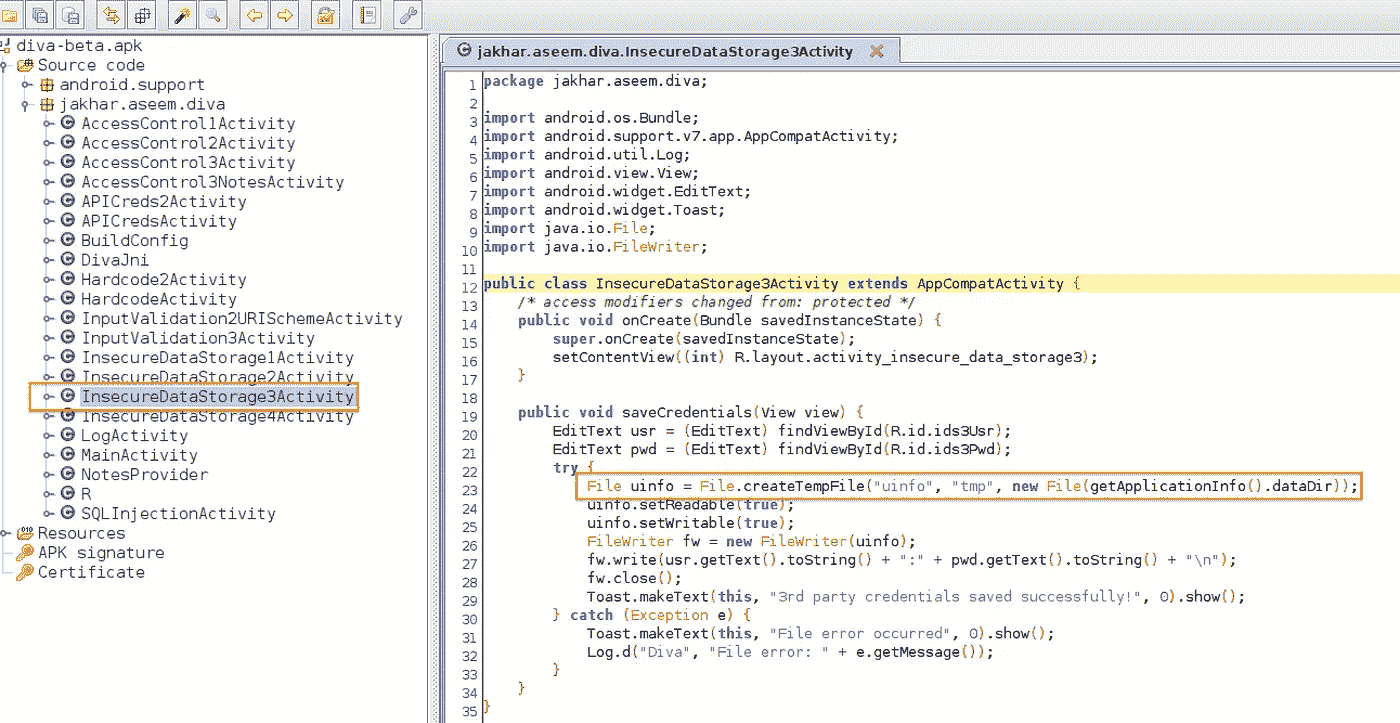 diva-beta.apk
Source code
android.support
jakhar.aseem.diva
AccessControl1Activity
AccessControl2Activity
AccessControl3Activity
AccessControl3NotesActivity
APICreds2Activity
APICredsActivity
BuildConfig
DivaJni
Hardcode2Activity
HardcodeActivity
InputValidation2URISchemeActivity
InputValidation3Activity
InsecureDataStorage1Activity
InsecureDataStorage2Activity
InsecureDataStorage3Activity
InsecureDataStorage4Activity
LogActivity
MainActivity
NotesProvider
R
SQLInjectionActivity
Resources
APK signature
Certificate
jakhar.aseem.diva.InsecureDataStorage3Activity
1 package jakhar.aseem.diva;
2
3 import android.os.Bundle;
4 import android.support.v7.app.AppCompatActivity;
5 import android.util.Log;
6 import android.view.View;
7 import android.widget.EditText;
8 import android.widget.Toast;
9 import java.io.File;
10 import java.io.FileWriter;
11
12 public class InsecureDataStorage3Activity extends AppCompatActivity {
13 /* access modifiers changed from: protected */
14 public void onCreate(Bundle savedInstanceState) {
15 super.onCreate(savedInstanceState);
16 setContentView((int) R.layout.activity_insecure_data_storage3);
17 }
18
19 public void saveCredentials(View view) {
20 EditText usr = (EditText) findViewById(R.id.ids3Usr);
21 EditText pwd = (EditText) findViewById(R.id.ids3Pwd);
22 try {
23 File uinfo = File.createTempFile("uinfo", "tmp", new File(getApplicationInfo().dataDir));
24 uinfo.setReadable(true);
25 uinfo.setWritable(true);
26 FileWriter fw = new FileWriter(uinfo);
27 fw.write(usr.getText().toString() + ":" + pwd.getText().toString() + "\n");
28 fw.close();
29 Toast.makeText(this, "3rd party credentials saved successfully!", 0).show();
30 } catch (Exception e) {
31 Toast.makeText(this, "File error occurred", 0).show();
32 Log.d("Diva", "File error: " + e.getMessage());
33 }
34 }
35 }